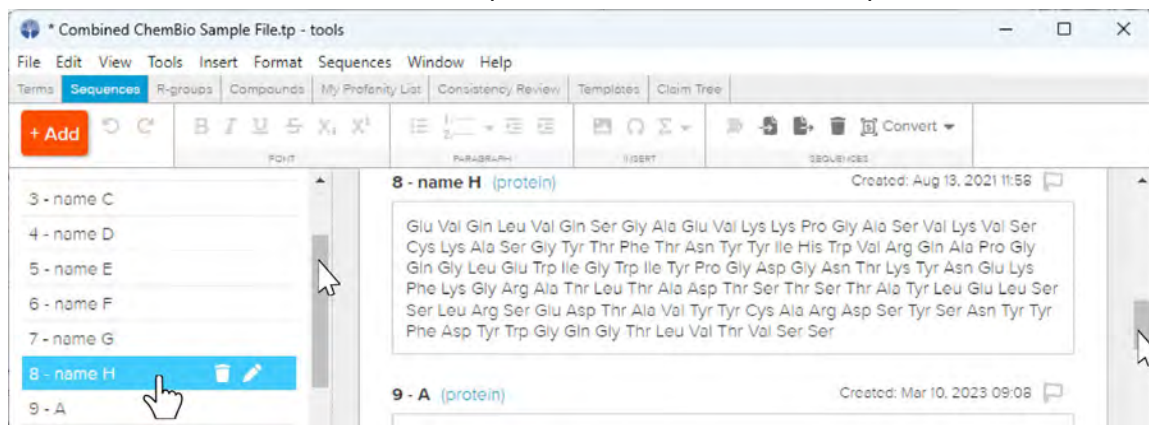 * Combined ChemBio Sample File.tp - tools
File Edit View Tools Insert Format Sequences Window Help
Terms Sequences R-groups Compounds My Profanity List Consistency Review Templates Claim Tree
+ Add B I U S X₁ X¹ Convert
FONT PARAGRAPH INSERT SEQUENCES
3 - name C
4 - name D
5 - name E
6 - name F
7 - name G
8 - name H
9 - A
8 - name H (protein) Created: Aug 13, 2021 11:58
Glu Val Gln Leu Val Gln Ser Gly Ala Glu Val Lys Lys Pro Gly Ala Ser Val Lys Val Ser
Cys Lys Ala Ser Gly Tyr Thr Phe Thr Asn Tyr Tyr Ile His Trp Val Arg Gln Ala Pro Gly
Gln Gly Leu Glu Trp Ile Gly Trp Ile Tyr Pro Gly Asp Gly Asn Thr Lys Tyr Asn Glu Lys
Phe Lys Gly Arg Ala Thr Leu Thr Ala Asp Thr Ser Thr Ser Thr Ala Tyr Leu Glu Leu Ser
Ser Leu Arg Ser Glu Asp Thr Ala Val Tyr Tyr Cys Ala Arg Asp Ser Tyr Ser Asn Tyr Tyr
Phe Asp Tyr Trp Gly Gln Gly Thr Leu Val Thr Val Ser Ser
9 - A (protein) Created: Mar 10, 2023 09:08